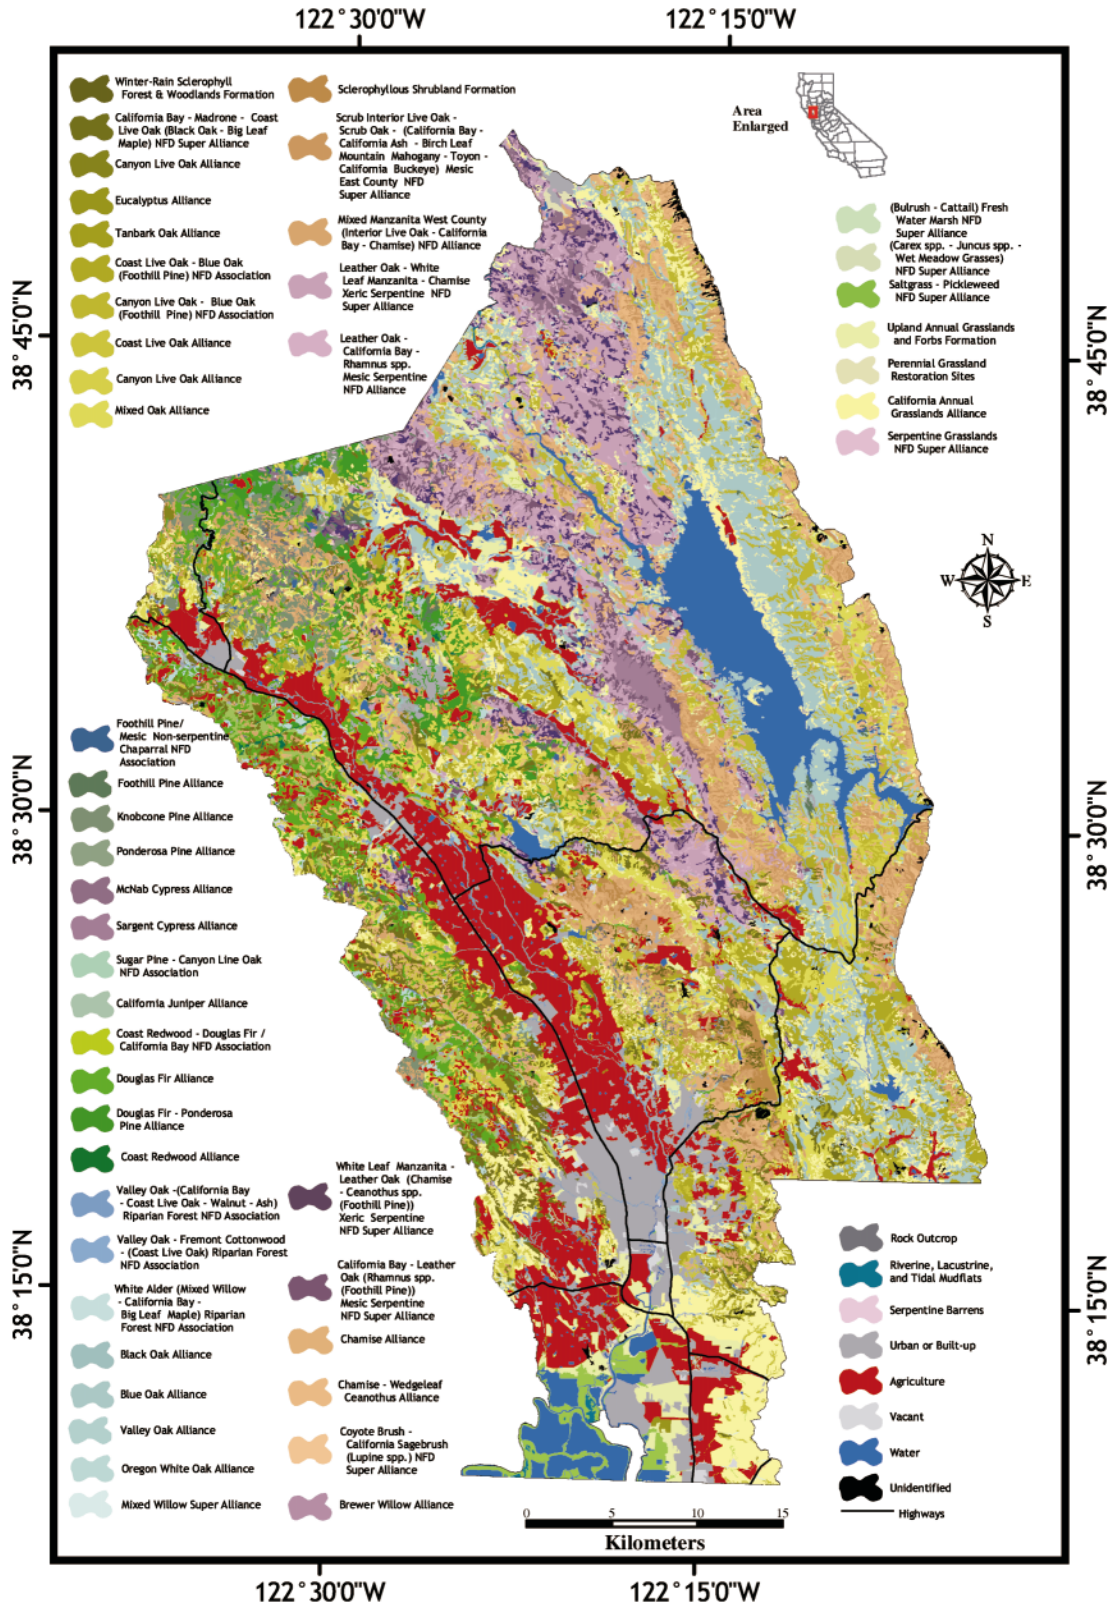 122°30'0"W
122°15'0"W
Winter-Rain Sclerophyll
Forest & Woodlands Formation
California Bay - Madrone - Coast
Live Oak (Black Oak - Big Leaf
Maple) NFD Super Alliance
Canyon Live Oak Alliance
Eucalyptus Alliance
Tanbark Oak Alliance
Coast Live Oak - Blue Oak
(Foothill Pine) NFD Association
Canyon Live Oak - Blue Oak
(Foothill Pine) NFD Association
Coast Live Oak Alliance
Canyon Live Oak Alliance
Mixed Oak Alliance
Sclerophyllous Shrubland Formation
Scrub Interior Live Oak -
Scrub Oak - (California Bay -
California Ash - Birch Leaf
Mountain Mahogany - Toyon -
California Buckeye) Mesic
East County NFD
Super Alliance
Mixed Manzanita West County
(Interior Live Oak - California
Bay - Chamise) NFD Alliance
Leather Oak - White
Leaf Manzanita - Chamise
Xeric Serpentine NFD
Super Alliance
Leather Oak -
California Bay -
Rhamnus spp.
Mesic Serpentine
NFD Alliance
Area
Enlarged
(Bulrush - Cattail) Fresh
Water Marsh NFD
Super Alliance
(Carex spp. - Juncus spp. -
Wet Meadow Grasses)
NFD Super Alliance
Saltgrass - Pickleweed
NFD Super Alliance
Upland Annual Grasslands
and Forbs Formation
Perennial Grassland
Restoration Sites
California Annual
Grasslands Alliance
Serpentine Grasslands
NFD Super Alliance
38°45'0"N
38°45'0"N
N
W
E
S
38°30'0"N
38°30'0"N
Foothill Pine/
Mesic Non-serpentine
Chaparral NFD
Association
Foothill Pine Alliance
Knobcone Pine Alliance
Ponderosa Pine Alliance
McNab Cypress Alliance
Sargent Cypress Alliance
Sugar Pine - Canyon Line Oak
NFD Association
California Juniper Alliance
Coast Redwood - Douglas Fir /
California Bay NFD Association
Douglas Fir Alliance
Douglas Fir - Ponderosa
Pine Alliance
Coast Redwood Alliance
Valley Oak -(California Bay
- Coast Live Oak - Walnut - Ash)
Riparian Forest NFD Association
Valley Oak - Fremont Cottonwood
- (Coast Live Oak) Riparian Forest
NFD Association
White Alder (Mixed Willow
- California Bay -
Big Leaf Maple) Riparian
Forest NFD Association
Black Oak Alliance
Blue Oak Alliance
Valley Oak Alliance
Oregon White Oak Alliance
Mixed Willow Super Alliance
White Leaf Manzanita -
Leather Oak (Chamise
- Ceanothus spp.
(Foothill Pine))
Xeric Serpentine
NFD Super Alliance
California Bay - Leather
Oak (Rhamnus spp.
(Foothill Pine))
Mesic Serpentine
NFD Super Alliance
Chamise Alliance
Chamise - Wedgeleaf
Ceanothus Alliance
Coyote Brush -
California Sagebrush
(Lupine spp.) NFD
Super Alliance
Brewer Willow Alliance
Rock Outcrop
Riverine, Lacustrine,
and Tidal Mudflats
Serpentine Barrens
Urban or Built-up
Agriculture
Vacant
Water
Unidentified
Highways
38°15'0"N
38°15'0"N
0 5 10 15
Kilometers
122°30'0"W
122°15'0"W